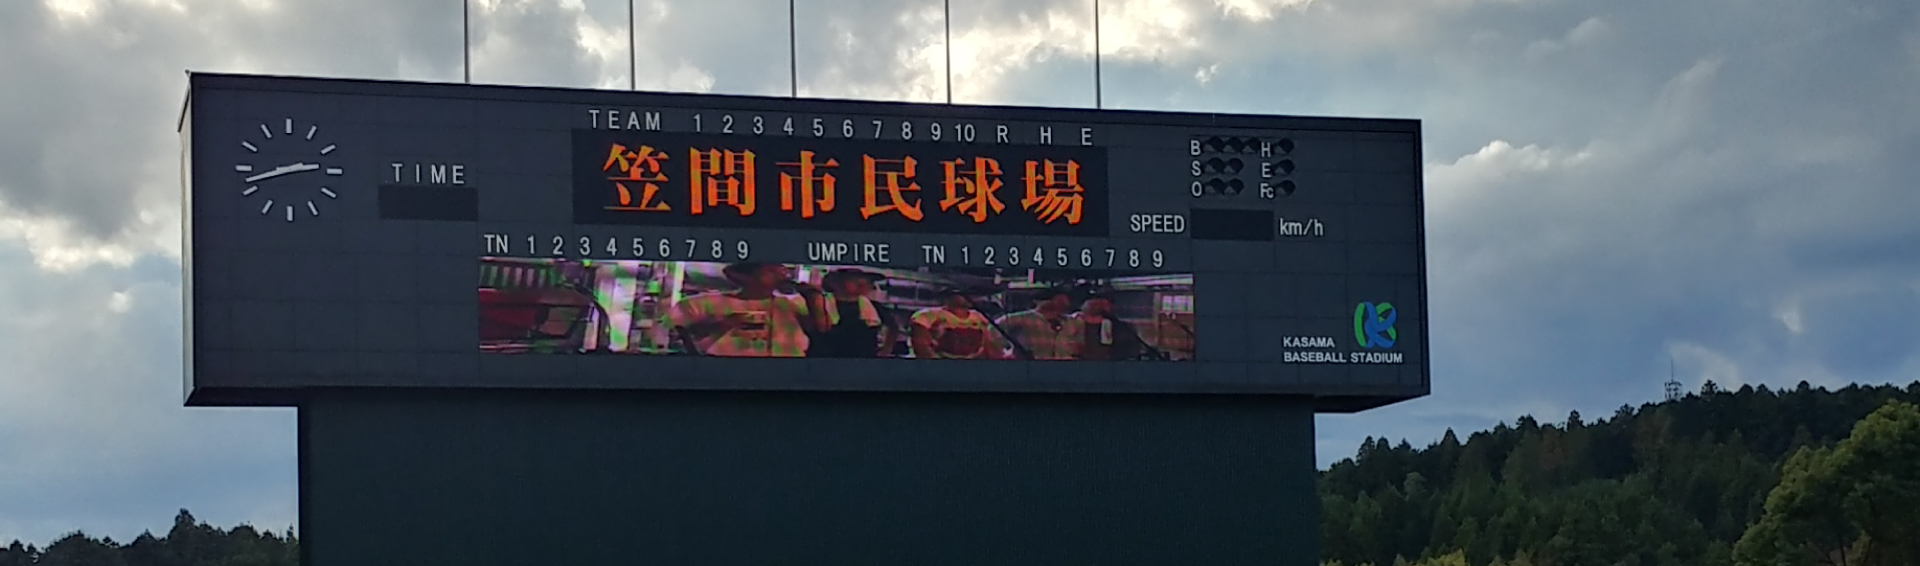 TEAM 1 2 3 4 5 6 7 8 9 10 R H E
TIME
笠間市民球場
B H
S E
O Fc
SPEED km/h
TN 1 2 3 4 5 6 7 8 9 UMPIRE TN 1 2 3 4 5 6 7 8 9
KASAMA
BASEBALL STADIUM